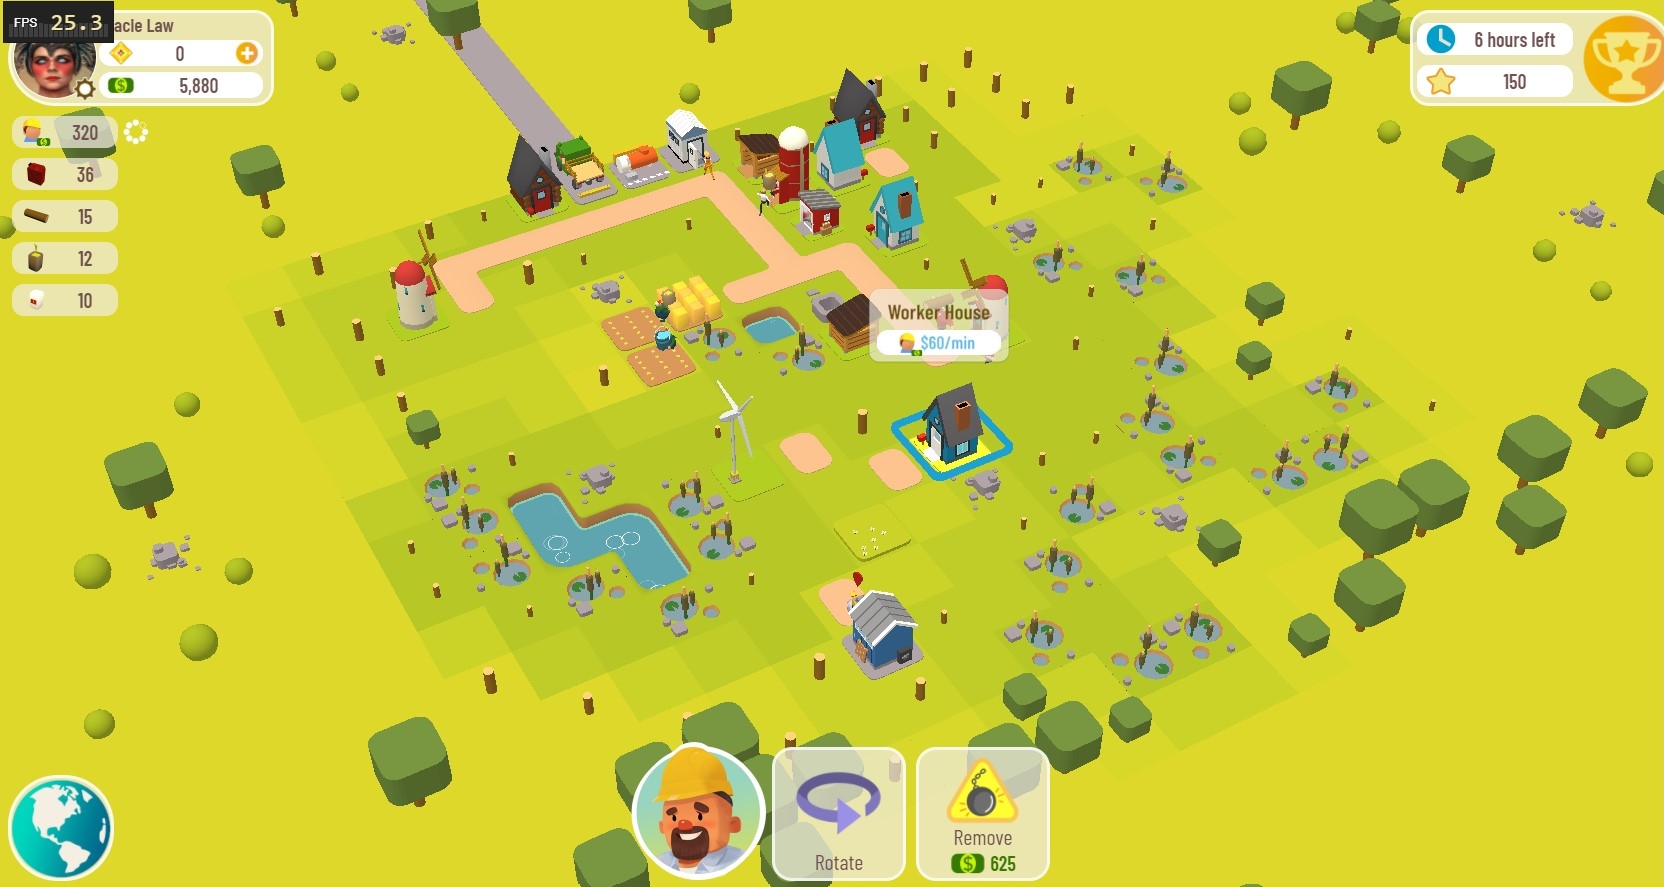 FPS 25.3
acle Law
0
5,880
6 hours left
150
320
36
15
12
10
Worker House
$60/min
Rotate
Remove
625